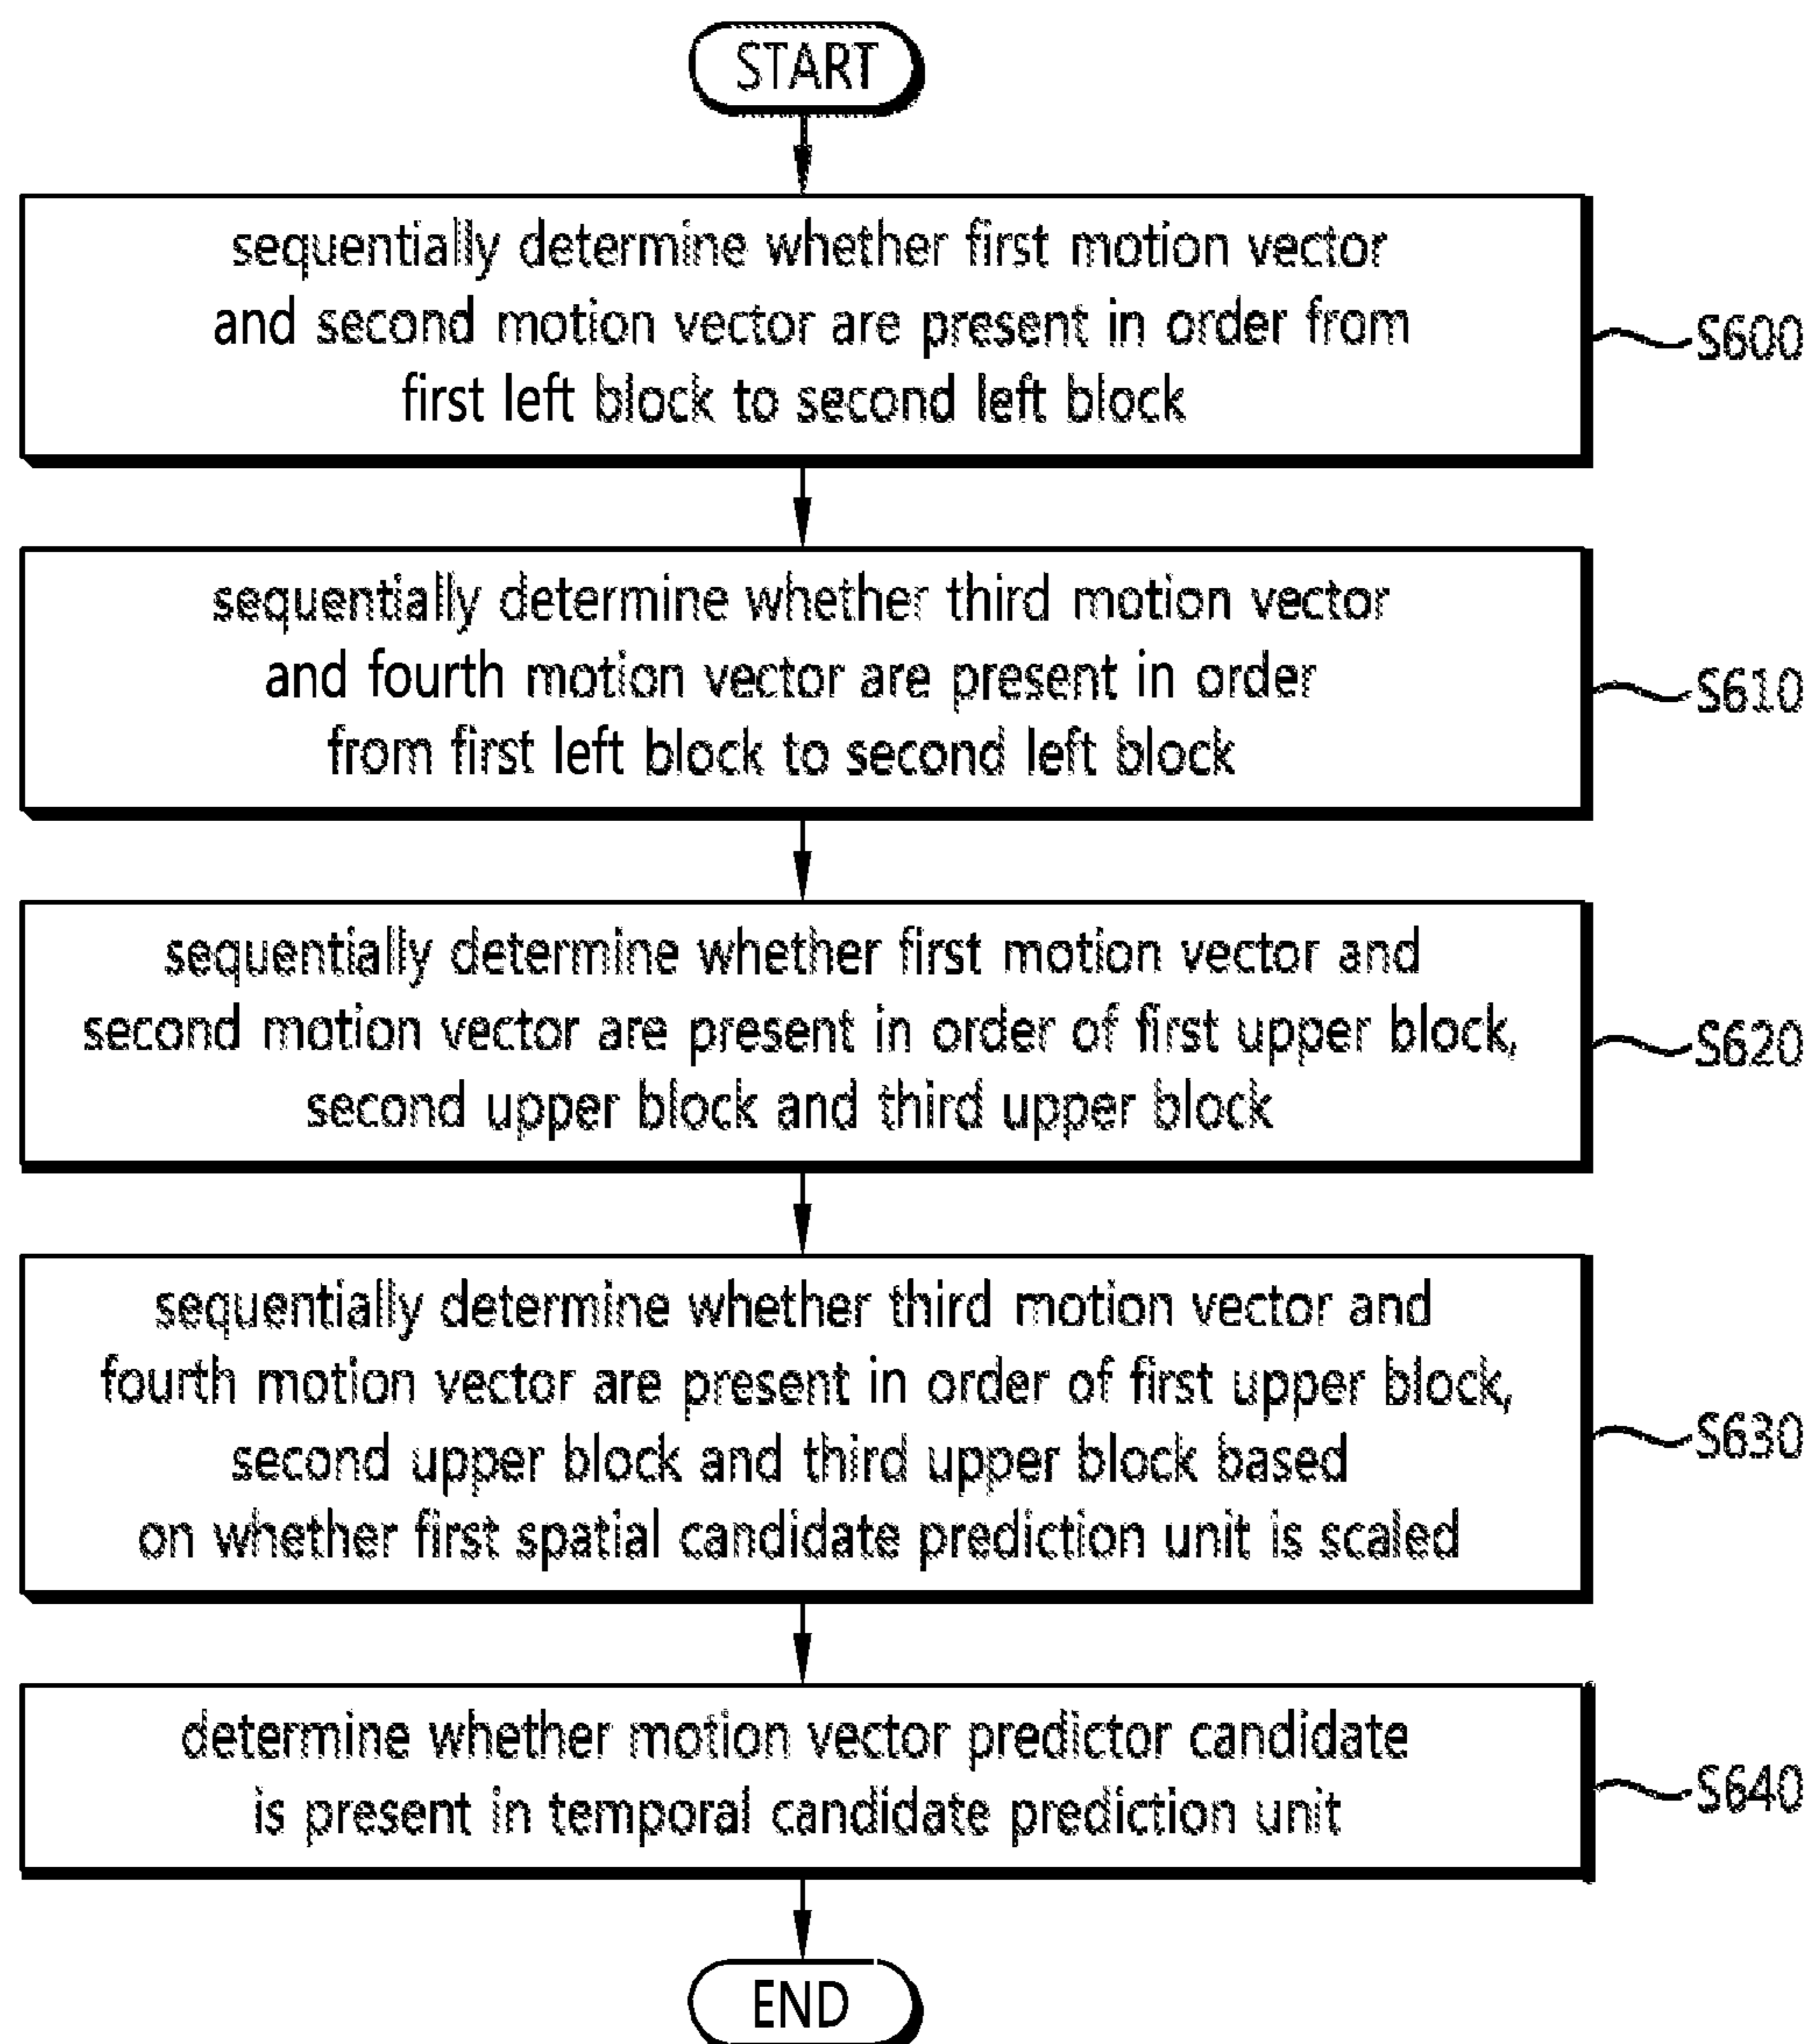 START
sequentially determine whether first motion vector
and second motion vector are present in order from
first left block to second left block
S600
sequentially determine whether third motion vector
and fourth motion vector are present in order
from first left block to second left block
S610
sequentially determine whether first motion vector and
second motion vector are present in order of first upper block,
second upper block and third upper block
S620
sequentially determine whether third motion vector and
fourth motion vector are present in order of first upper block,
second upper block and third upper block based
on whether first spatial candidate prediction unit is scaled
S630
determine whether motion vector predictor candidate
is present in temporal candidate prediction unit
S640
END